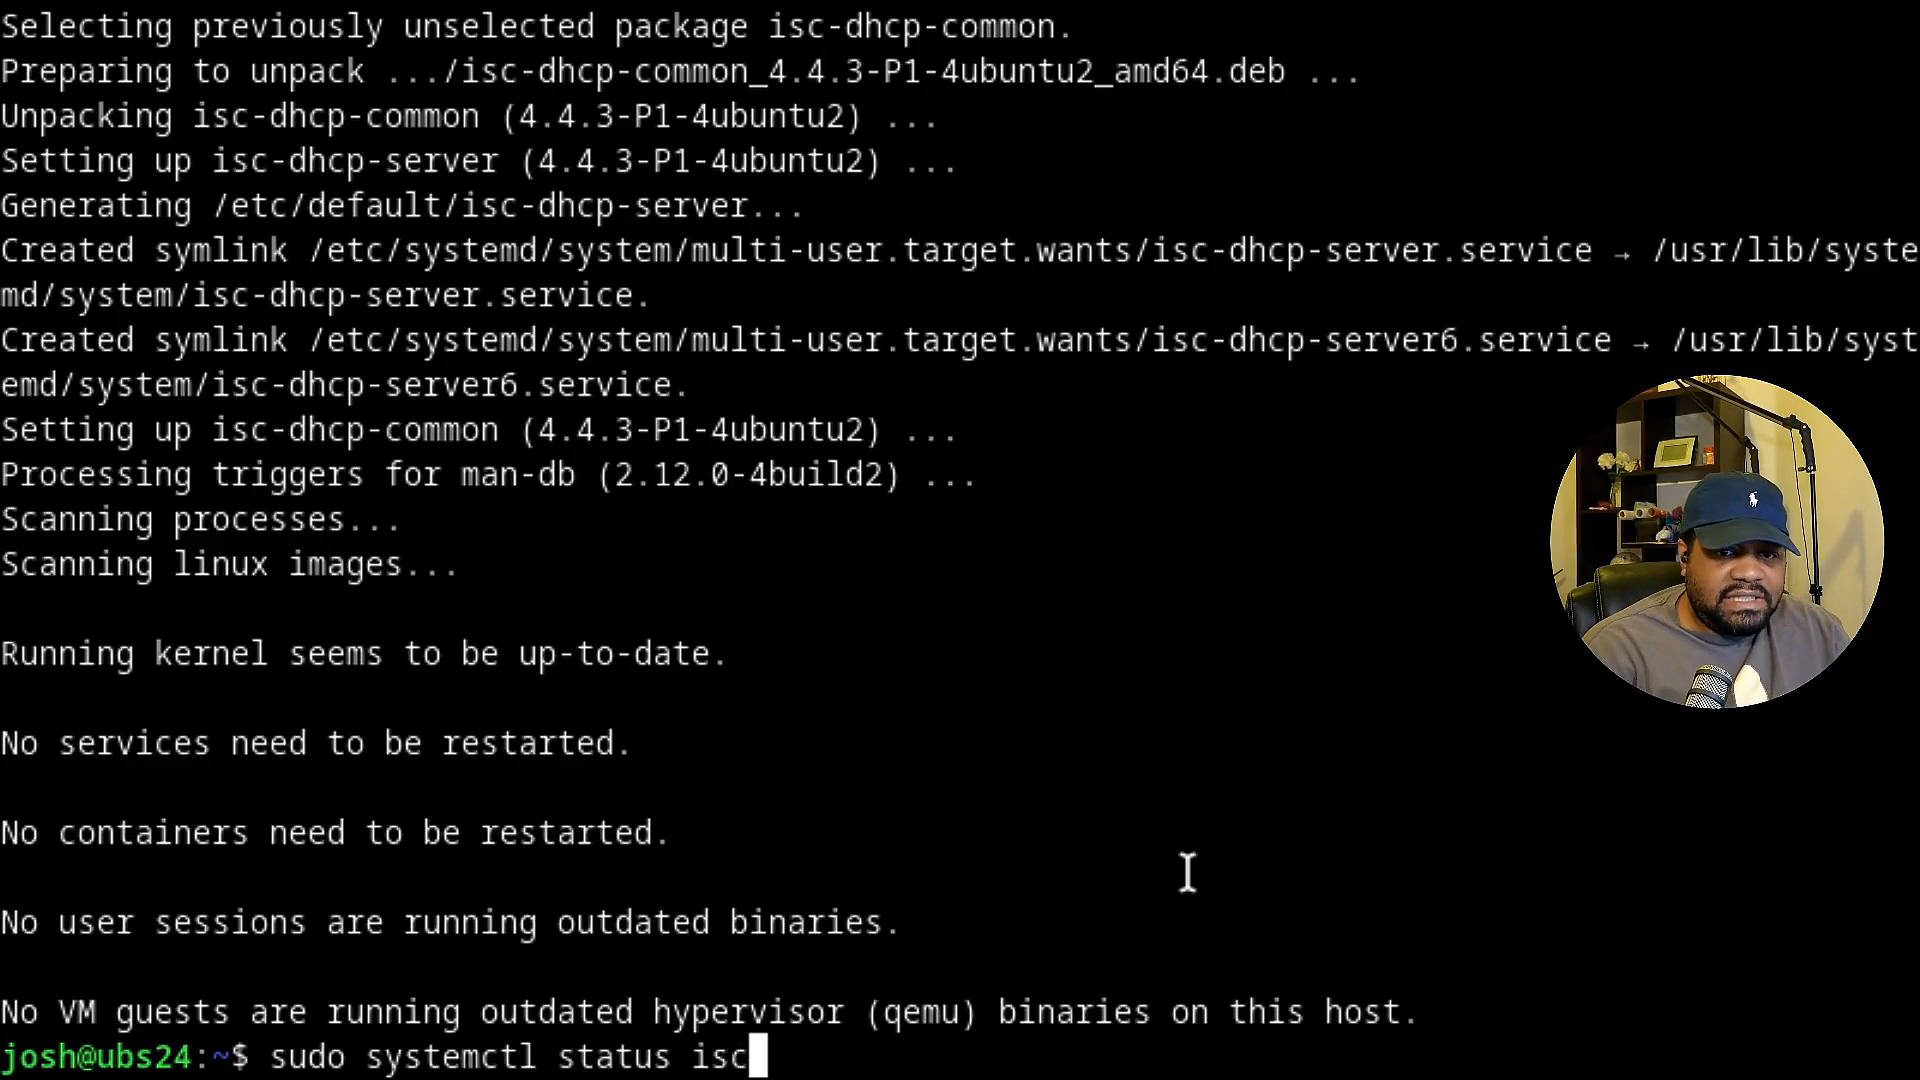 Selecting previously unselected package isc-dhcp-common.
Preparing to unpack .../isc-dhcp-common_4.4.3-P1-4ubuntu2_amd64.deb ...
Unpacking isc-dhcp-common (4.4.3-P1-4ubuntu2) ...
Setting up isc-dhcp-server (4.4.3-P1-4ubuntu2) ...
Generating /etc/default/isc-dhcp-server...
Created symlink /etc/systemd/system/multi-user.target.wants/isc-dhcp-server.service → /usr/lib/syste
md/system/isc-dhcp-server.service.
Created symlink /etc/systemd/system/multi-user.target.wants/isc-dhcp-server6.service → /usr/lib/syst
emd/system/isc-dhcp-server6.service.
Setting up isc-dhcp-common (4.4.3-P1-4ubuntu2) ...
Processing triggers for man-db (2.12.0-4build2) ...
Scanning processes...
Scanning linux images...
Running kernel seems to be up-to-date.
No services need to be restarted.
No containers need to be restarted.
No user sessions are running outdated binaries.
No VM guests are running outdated hypervisor (qemu) binaries on this host.
josh@ubs24:~$ sudo systemctl status isc